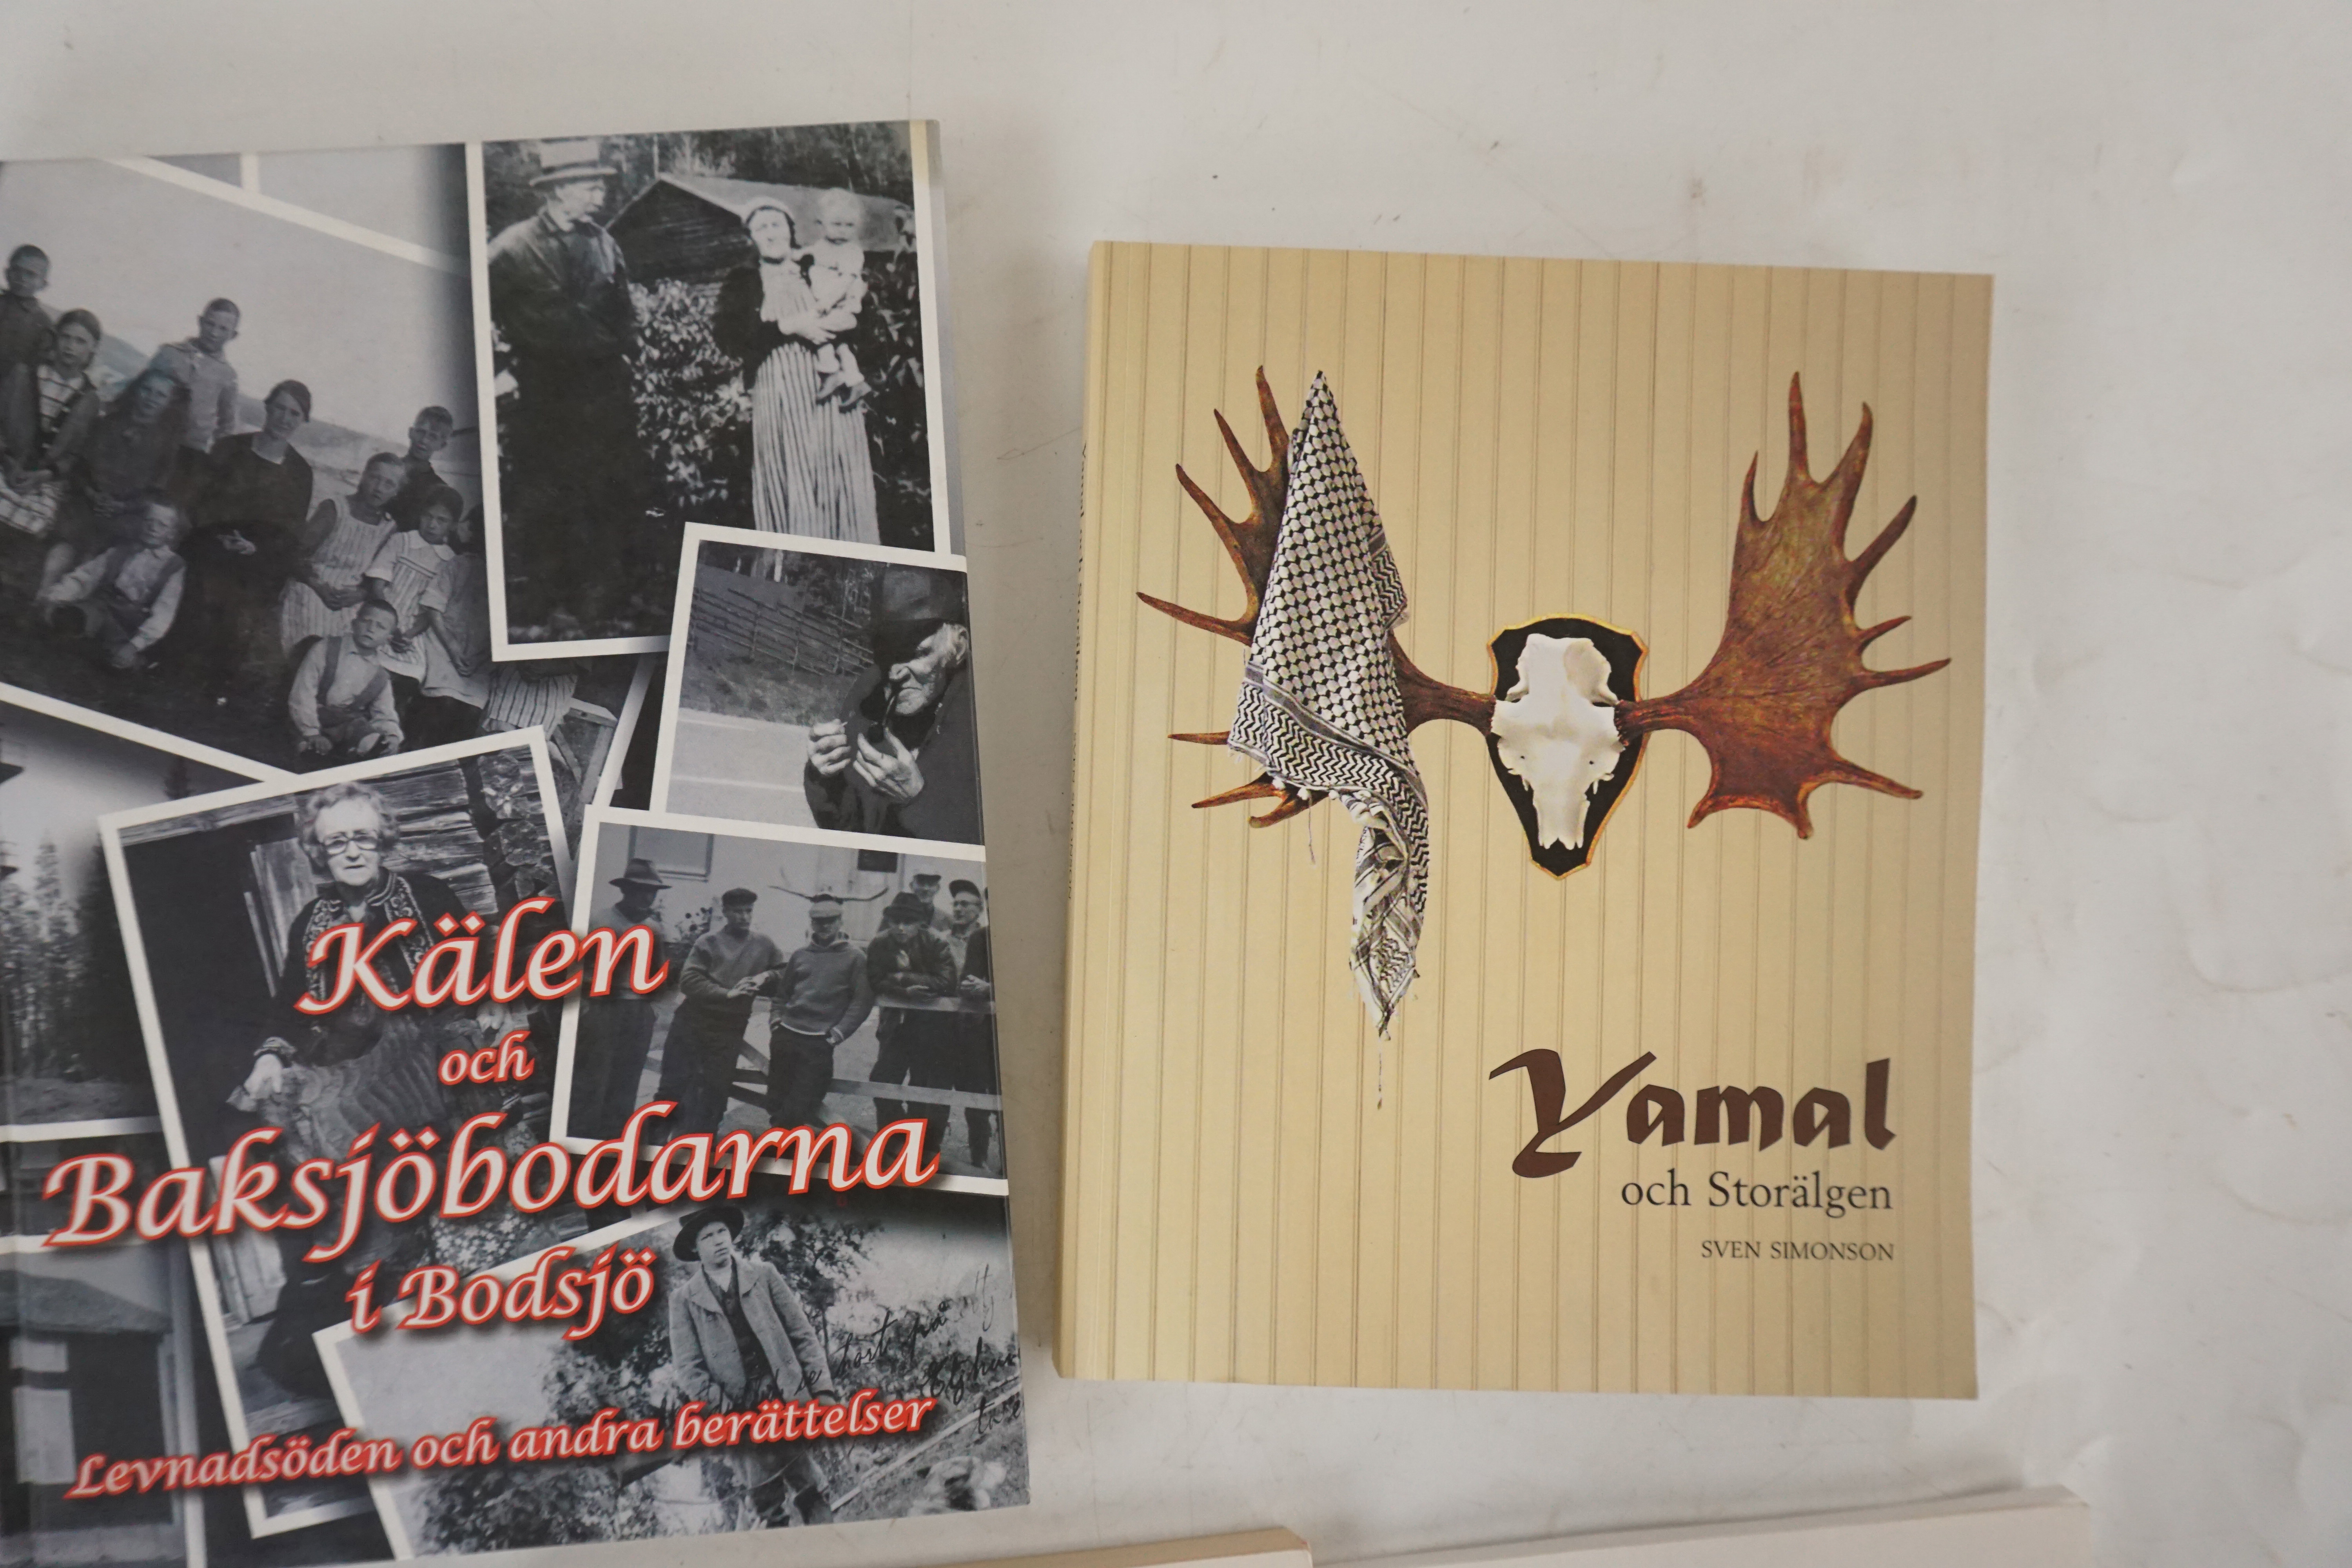 Kälen
och
Baksjöbodarna
i Bodsjö
Levnadsöden och andra berättelser
Yamal
och Storälgen
SVEN SIMONSON